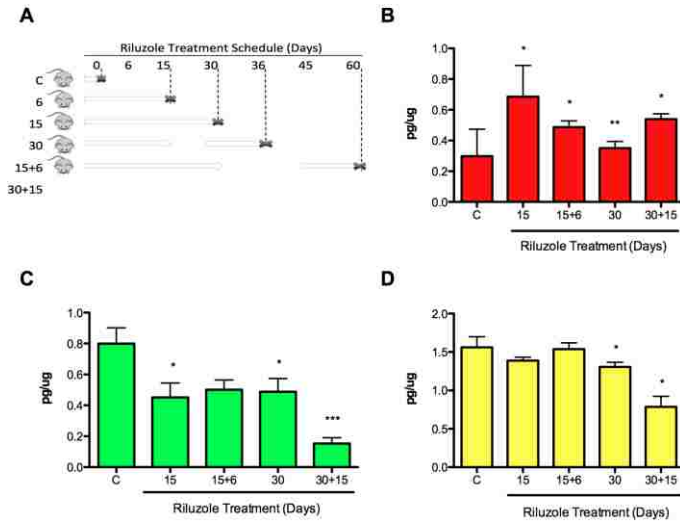 A
Riluzole Treatment Schedule (Days)
0 6 15 30 36 45 60
C
6
15
30
15+6
30+15
B
pg/ug
1.0
0.8
0.6
0.4
0.2
0.0
* * ** *
C 15 15+6 30 30+15
Riluzole Treatment (Days)
C
pg/ug
1.0
0.8
0.6
0.4
0.2
0.0
* * ***
C 15 15+6 30 30+15
Riluzole Treatment (Days)
D
pg/ug
2.0
1.5
1.0
0.5
0.0
* *
C 15 15+6 30 30+15
Riluzole Treatment (Days)